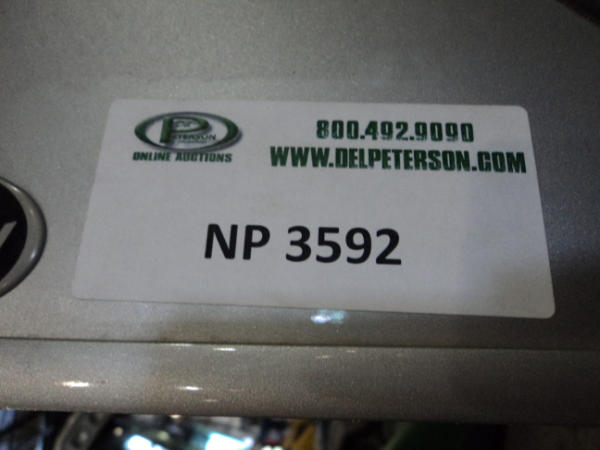 PETERSON
ONLINE AUCTIONS
800.492.9090
WWW.DELPETERSON.COM
NP 3592